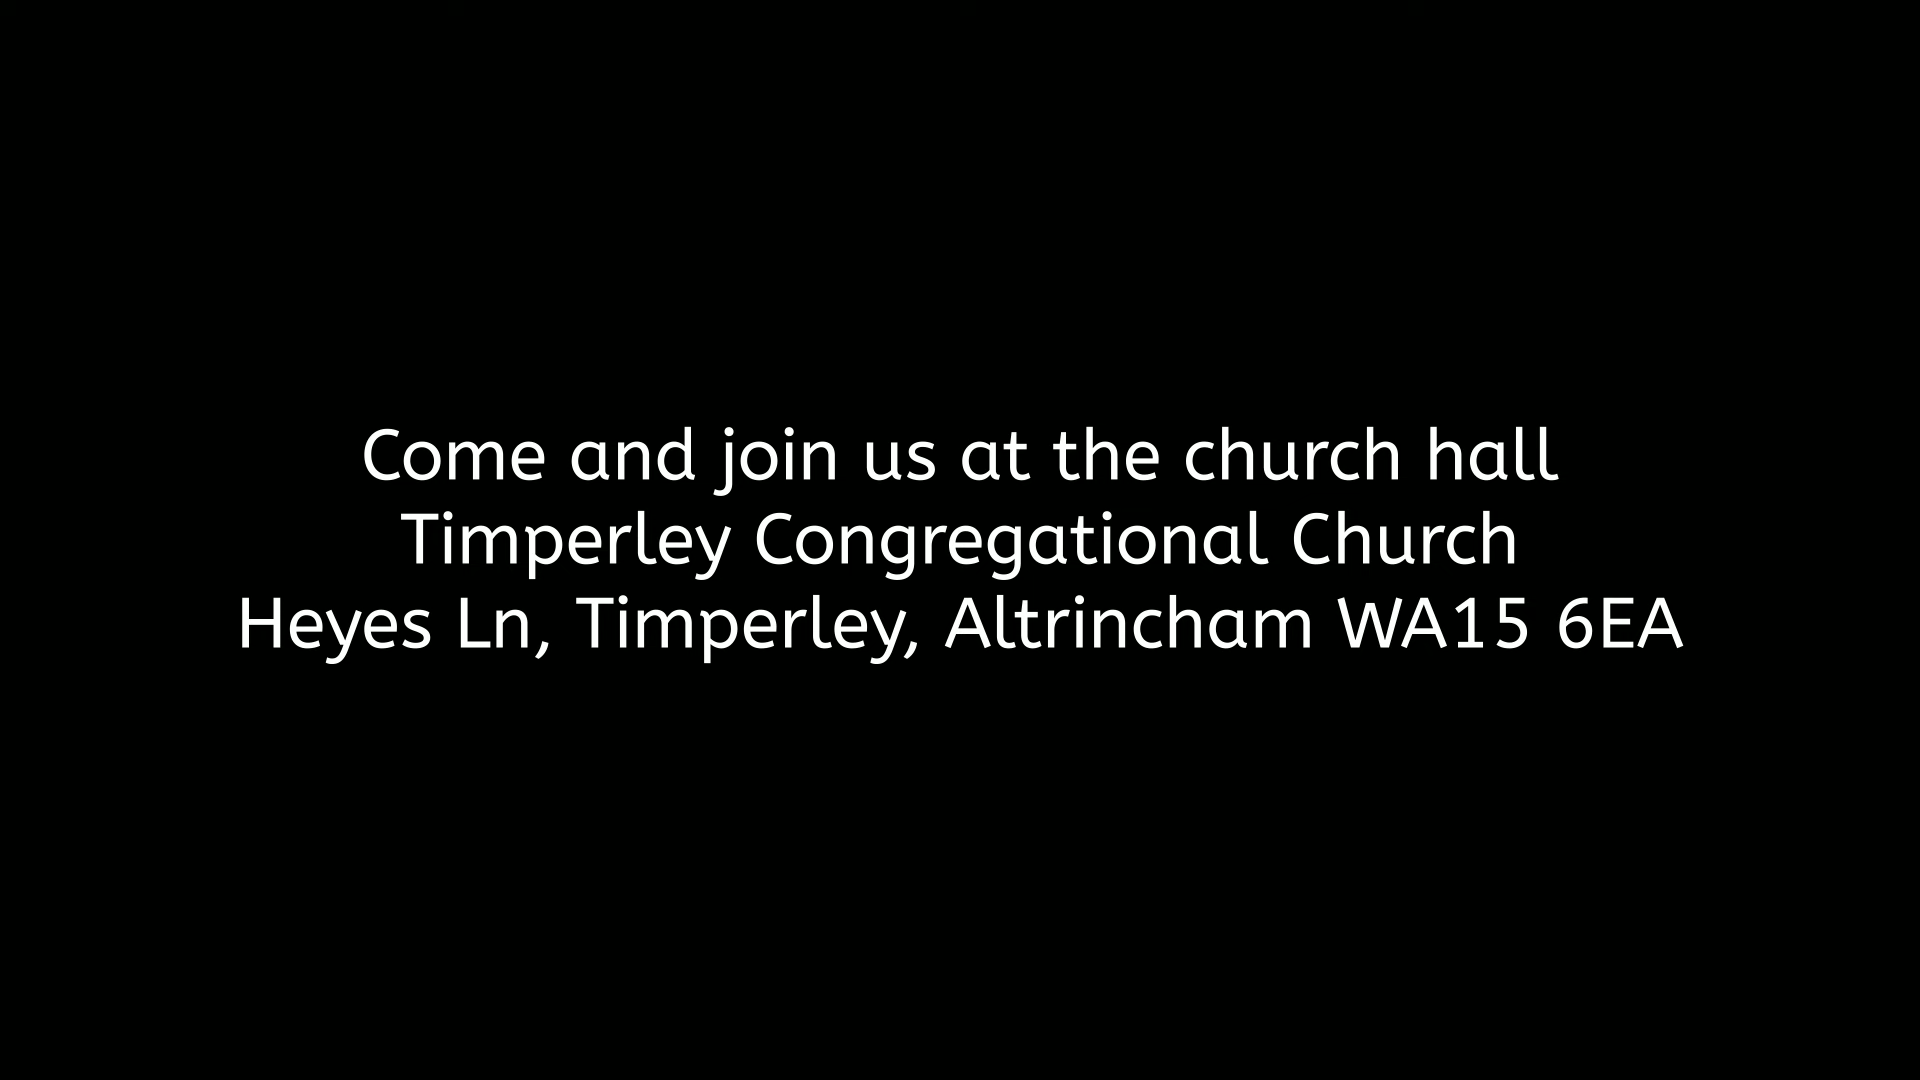 Come and join us at the church hall
Timperley Congregational Church
Heyes Ln, Timperley, Altrincham WA15 6EA